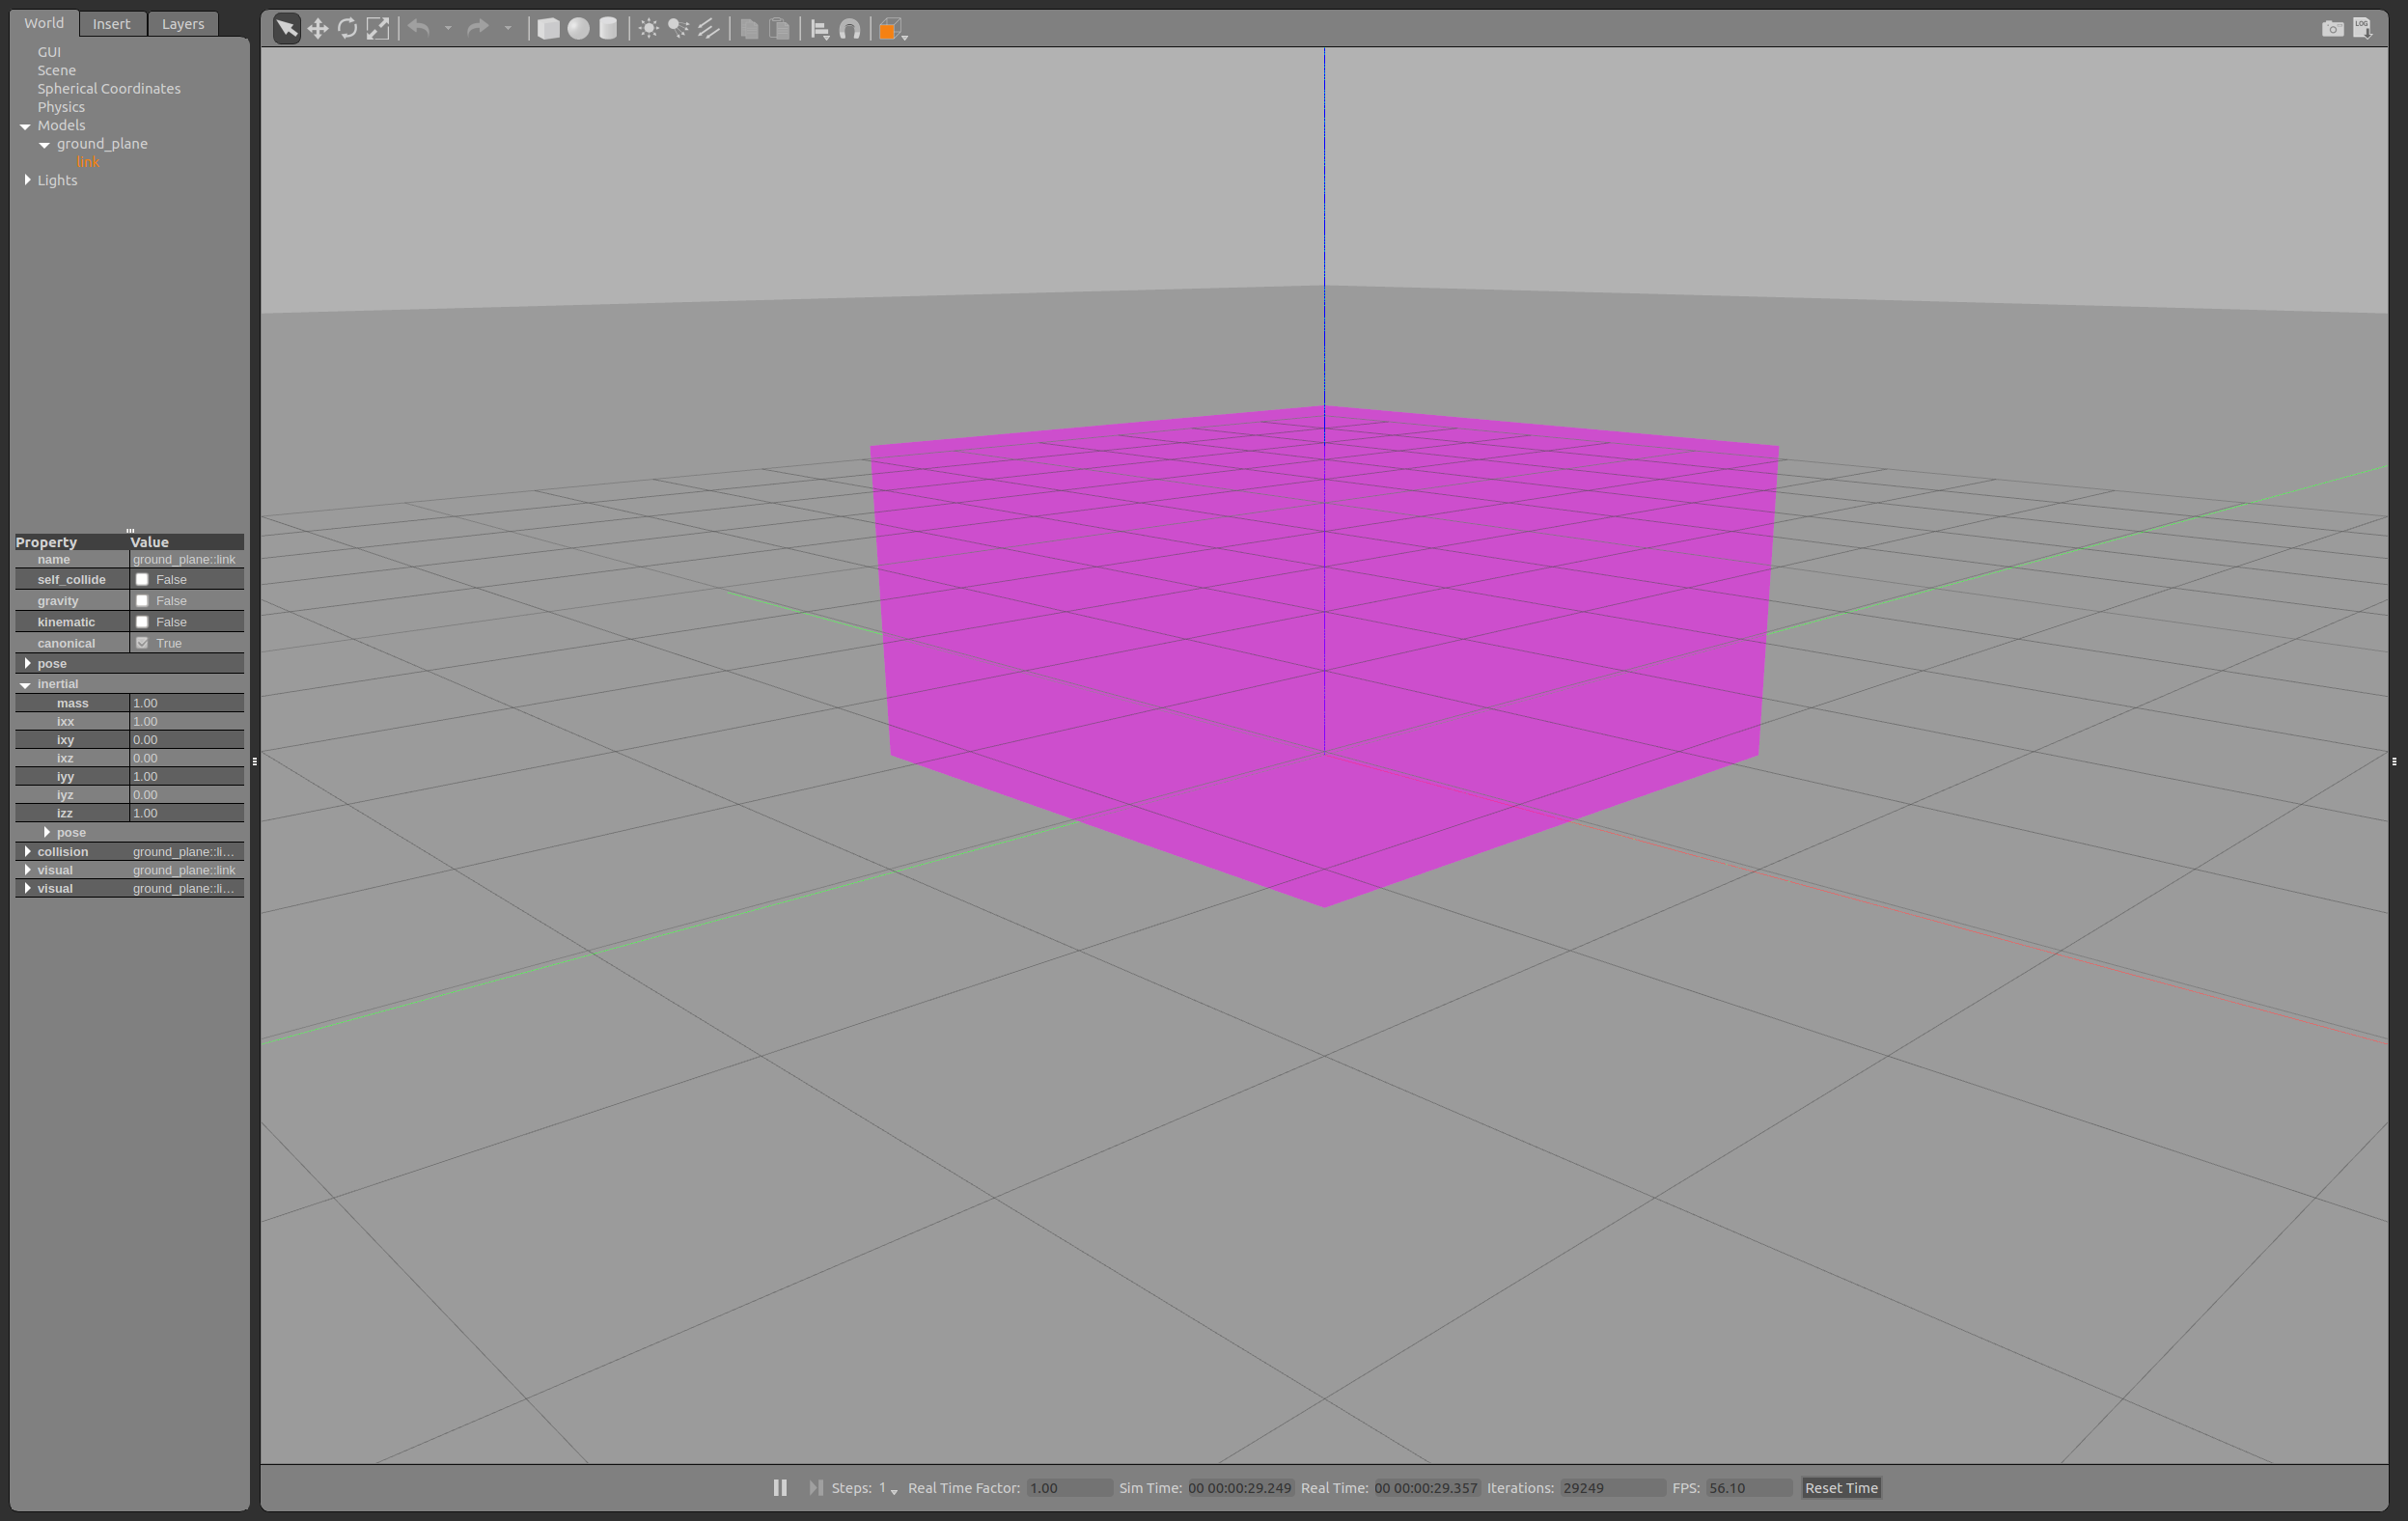 World Insert Layers
GUI
Scene
Spherical Coordinates
Physics
Models
ground_plane
link
Lights
Property Value
name ground_plane::link
self_collide False
gravity False
kinematic False
canonical True
pose
inertial
mass 1.00
ixx 1.00
ixy 0.00
ixz 0.00
iyy 1.00
iyz 0.00
izz 1.00
pose
collision ground_plane::li...
visual ground_plane::link
visual ground_plane::li...
LOG
Steps: 1 Real Time Factor: 1.00 Sim Time: 00 00:00:29.249 Real Time: 00 00:00:29.357 Iterations: 29249 FPS: 56.10 Reset Time